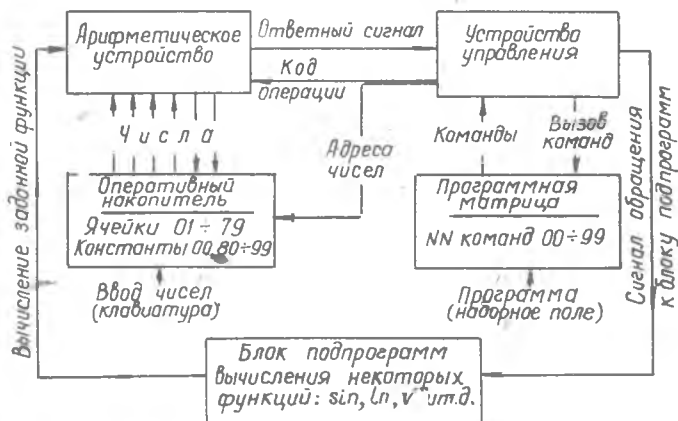 Арифметическое
устройство
Ответный сигнал
Код
операции
Устройство
управления
Числа
Адреса
чисел
Команды
Вызов
команд
Оперативный
накопитель
Ячейки 01÷79
Константы 00,80÷99
Программная
матрица
NN команд 00÷99
Ввод чисел
(клавиатура)
Программа
(наборное поле)
Вычисление заданной функции
Сигнал обращения
к блоку подпрограмм
Блок подпрограмм
вычисления некоторых
функций: sin, ln, √ и т.д.